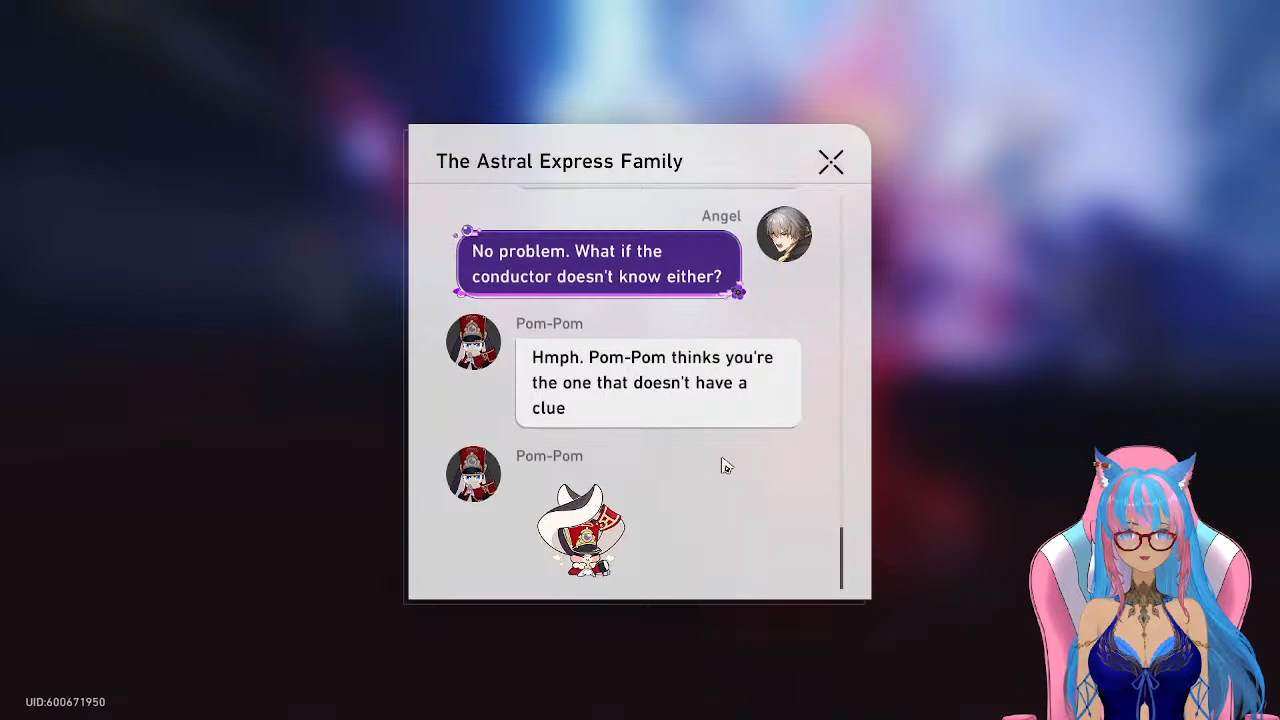 The Astral Express Family
Angel
No problem. What if the
conductor doesn't know either?
Pom-Pom
Hmph. Pom-Pom thinks you're
the one that doesn't have a
clue
Pom-Pom
UID:600671950